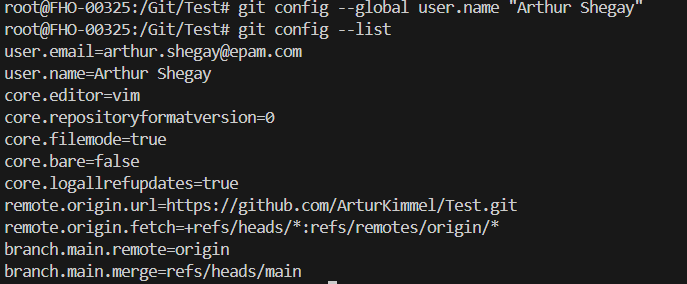 root@FHO-00325:/Git/Test# git config --global user.name "Arthur Shegay"
root@FHO-00325:/Git/Test# git config --list
user.email=arthur.shegay@epam.com
user.name=Arthur Shegay
core.editor=vim
core.repositoryformatversion=0
core.filemode=true
core.bare=false
core.logallrefupdates=true
remote.origin.url=https://github.com/ArturKimmel/Test.git
remote.origin.fetch=+refs/heads/*:refs/remotes/origin/*
branch.main.remote=origin
branch.main.merge=refs/heads/main